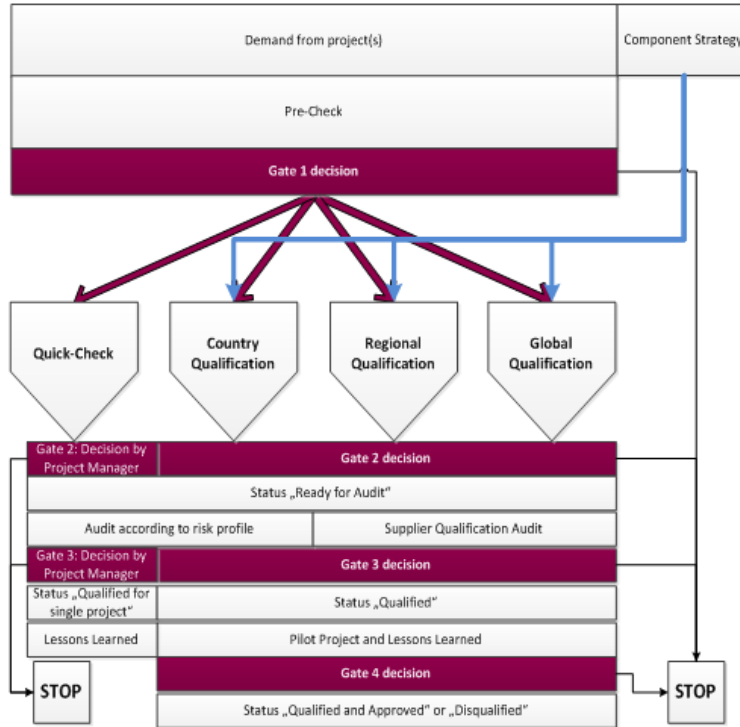 Demand from project(s)
Component Strategy
Pre-Check
Gate 1 decision
Quick-Check
Country
Qualification
Regional
Qualification
Global
Qualification
Gate 2: Decision by
Project Manager
Gate 2 decision
Status „Ready for Audit“
Audit according to risk profile
Supplier Qualification Audit
Gate 3: Decision by
Project Manager
Gate 3 decision
Status „Qualified for
single project“
Status „Qualified“
Lessons Learned
Pilot Project and Lessons Learned
Gate 4 decision
STOP
STOP
Status „Qualified and Approved“ or „Disqualified“